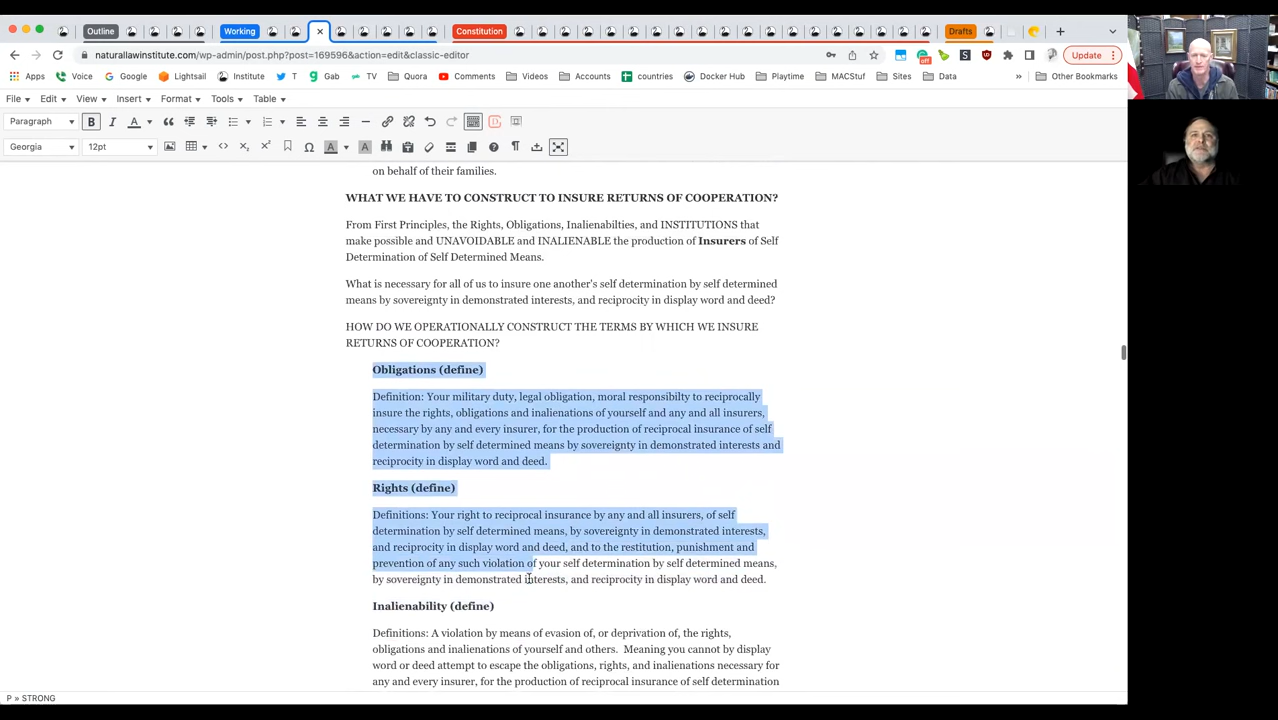 Outline
Working
×
Constitution
Drafts
+
naturallawinstitute.com/wp-admin/post.php?post=169596&action=edit&classic-editor
S
off
Update
Apps
Voice
Google
Lightsail
Institute
T
Gab
TV
Quora
Comments
Videos
Accounts
countries
Docker Hub
Playtime
MACStuf
Sites
Data
»
Other Bookmarks
File
Edit
View
Insert
Format
Tools
Table
Paragraph
B
I
A
Georgia
12pt
on behalf of their families.
WHAT WE HAVE TO CONSTRUCT TO INSURE RETURNS OF COOPERATION?
From First Principles, the Rights, Obligations, Inalienabilties, and INSTITUTIONS that
make possible and UNAVOIDABLE and INALIENABLE the production of Insurers of Self
Determination of Self Determined Means.
What is necessary for all of us to insure one another's self determination by self determined
means by sovereignty in demonstrated interests, and reciprocity in display word and deed?
HOW DO WE OPERATIONALLY CONSTRUCT THE TERMS BY WHICH WE INSURE
RETURNS OF COOPERATION?
Obligations (define)
Definition: Your military duty, legal obligation, moral responsibilty to reciprocally
insure the rights, obligations and inalienations of yourself and any and all insurers,
necessary by any and every insurer, for the production of reciprocal insurance of self
determination by self determined means by sovereignty in demonstrated interests and
reciprocity in display word and deed.
Rights (define)
Definitions: Your right to reciprocal insurance by any and all insurers, of self
determination by self determined means, by sovereignty in demonstrated interests,
and reciprocity in display word and deed, and to the restitution, punishment and
prevention of any such violation of your self determination by self determined means,
by sovereignty in demonstrated interests, and reciprocity in display word and deed.
Inalienability (define)
Definitions: A violation by means of evasion of, or deprivation of, the rights,
obligations and inalienations of yourself and others.  Meaning you cannot by display
word or deed attempt to escape the obligations, rights, and inalienations necessary for
any and every insurer, for the production of reciprocal insurance of self determination
P » STRONG